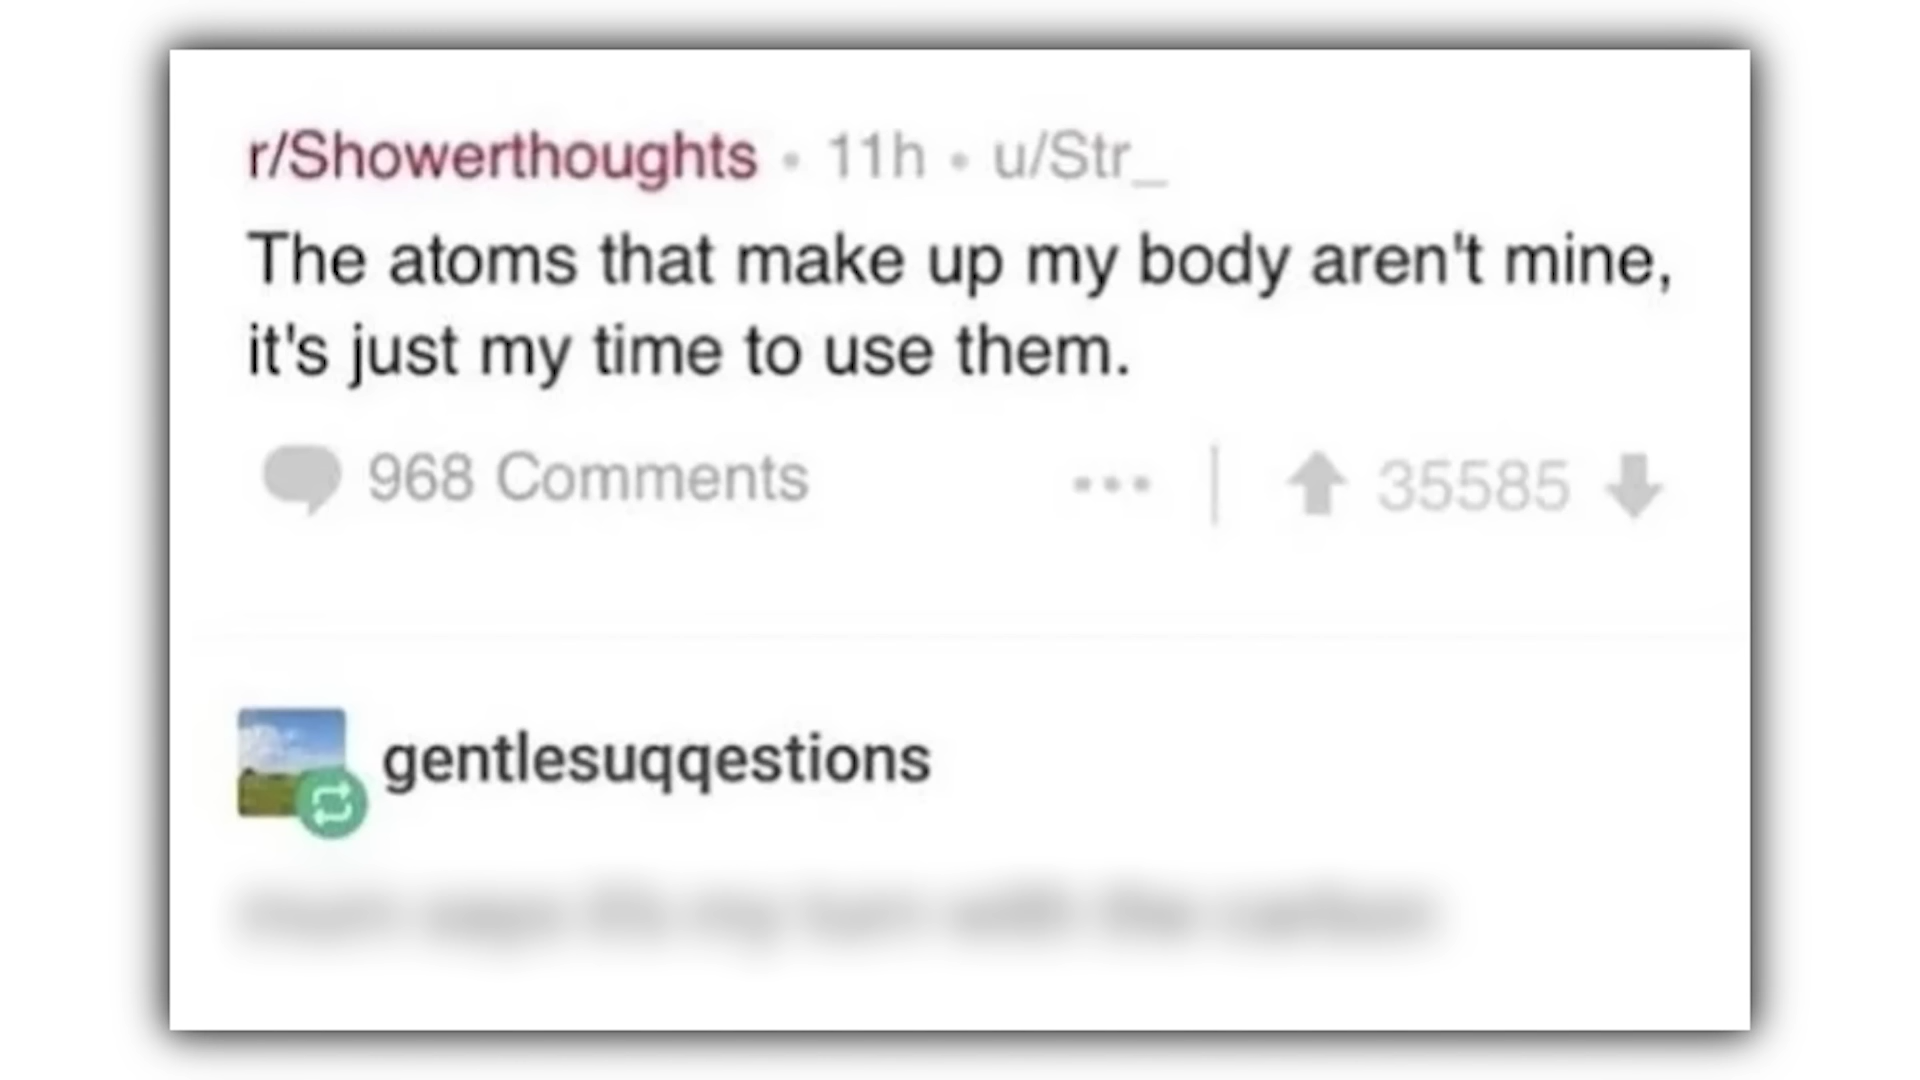 r/Showerthoughts • 11h • u/Str_
The atoms that make up my body aren't mine,
it's just my time to use them.
968 Comments ••• | 35585
gentlesuqqestions